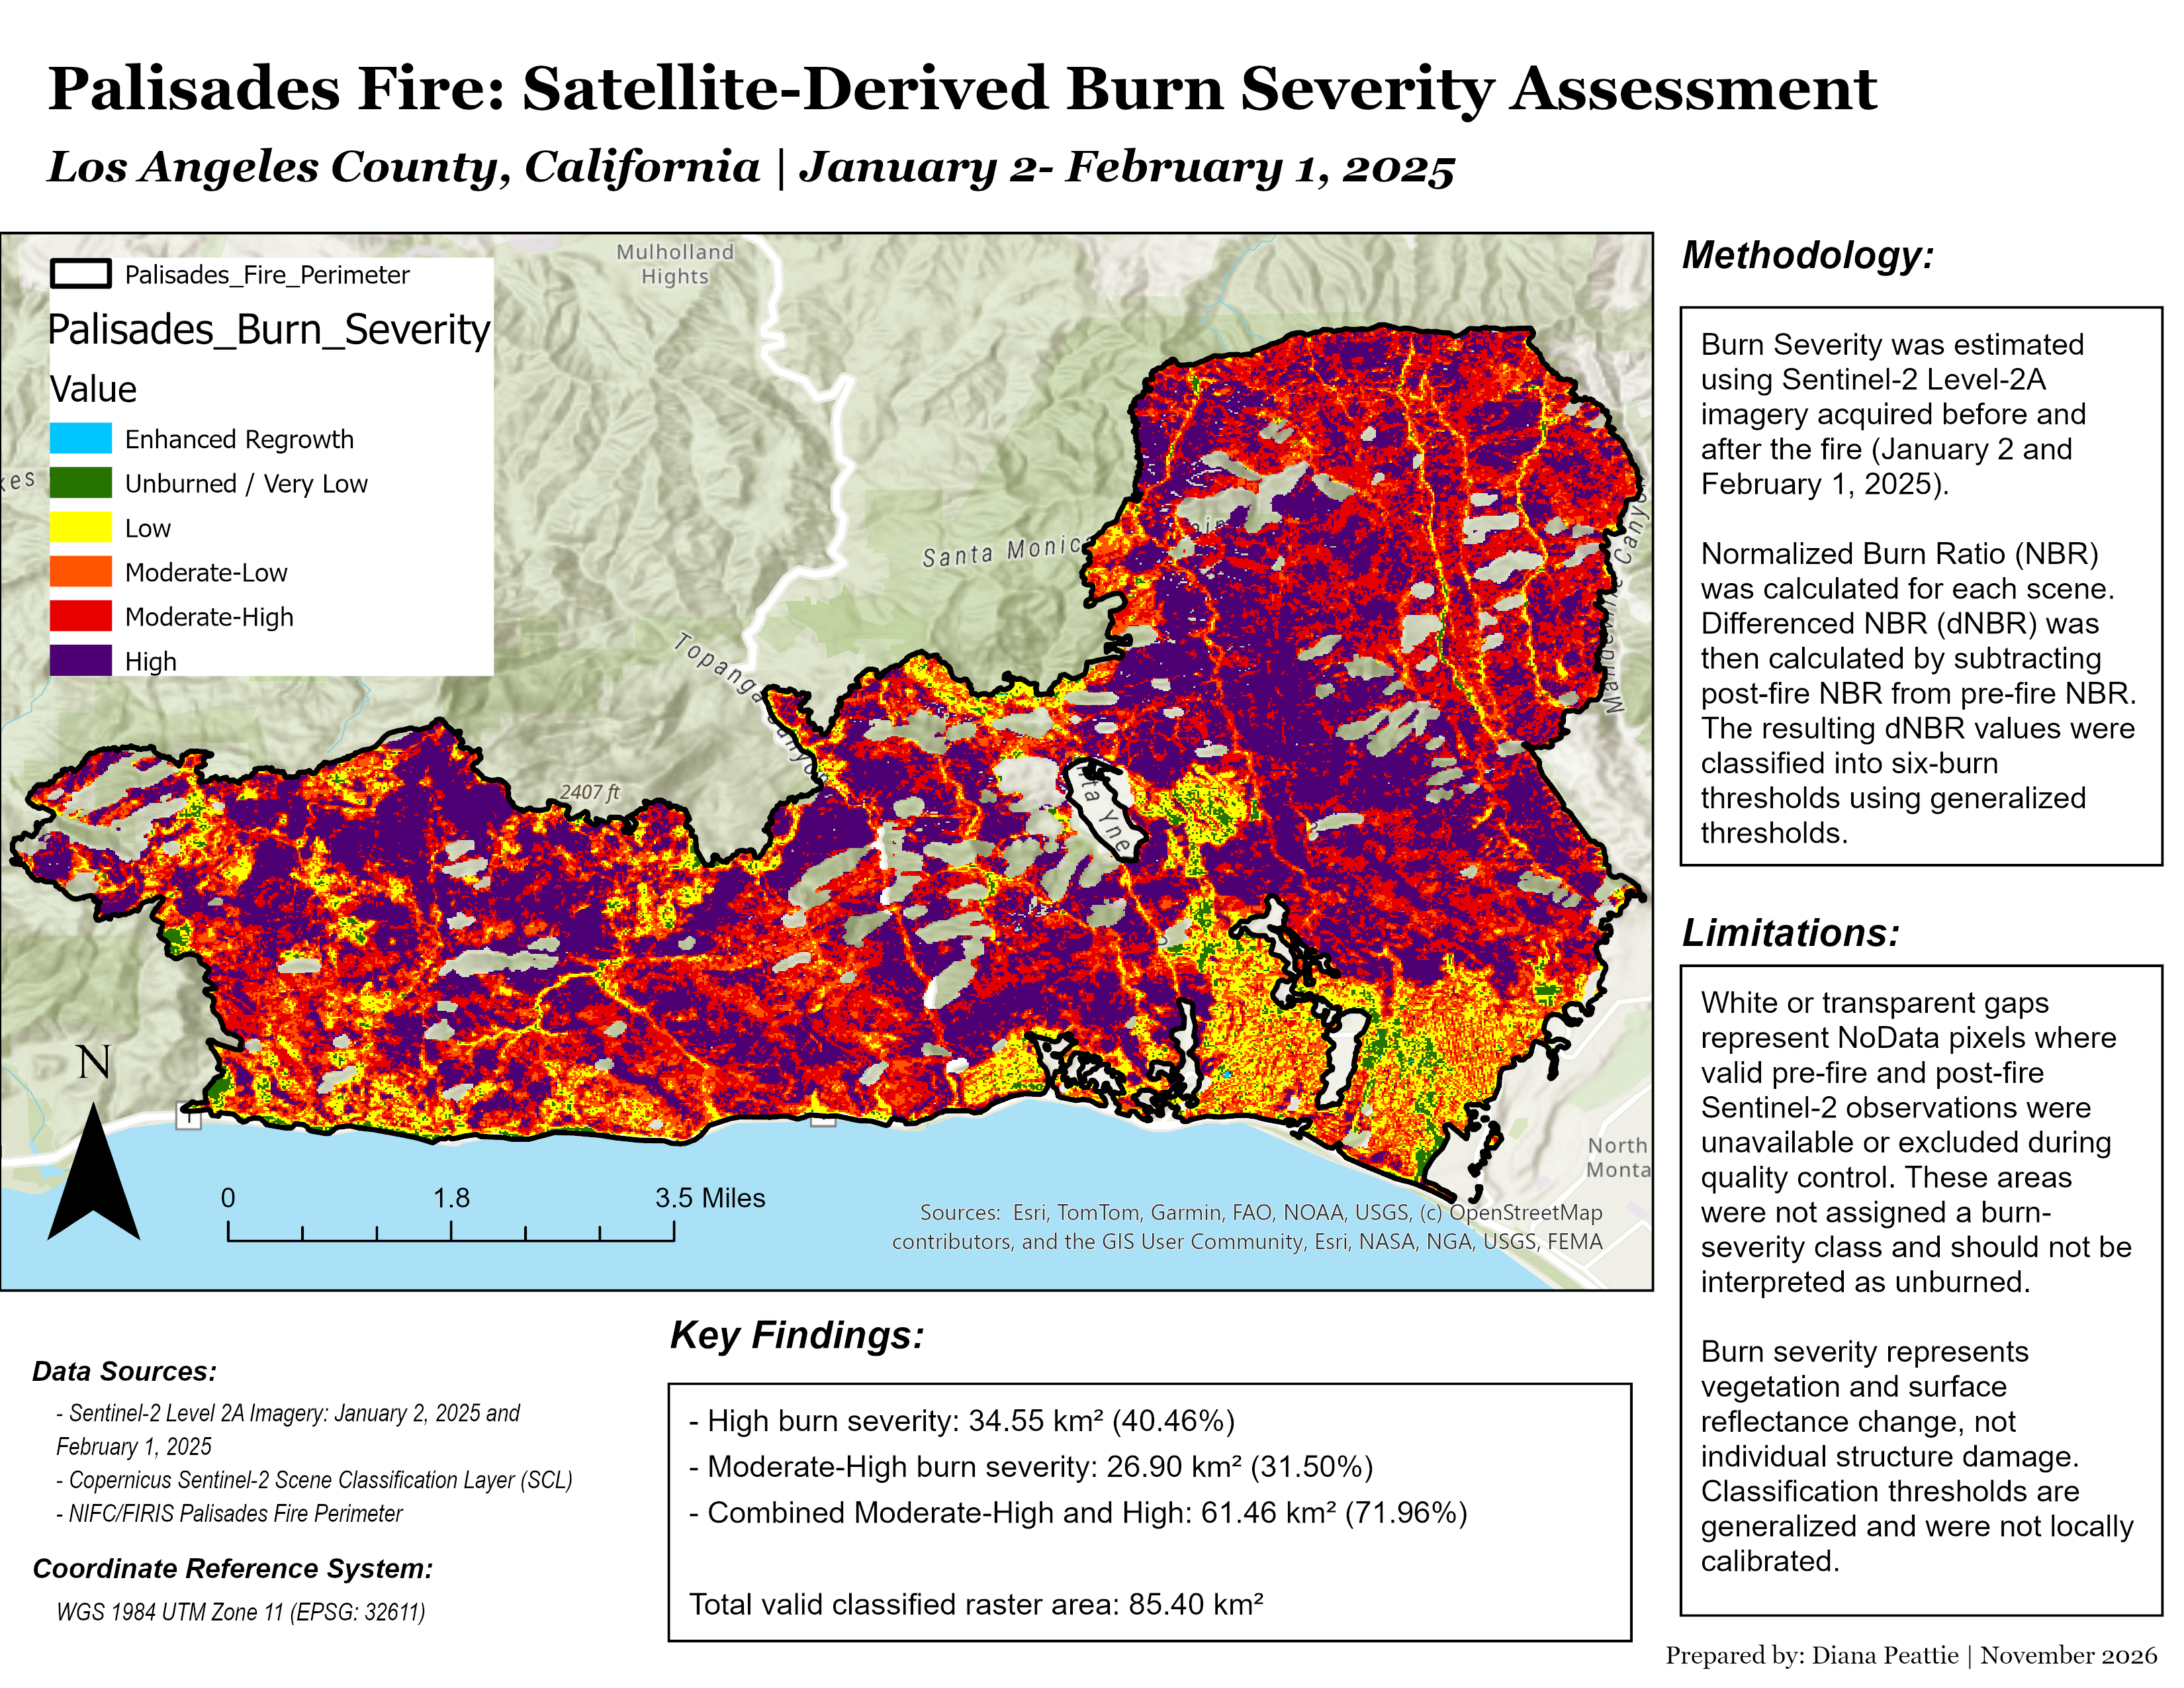 Palisades Fire: Satellite-Derived Burn Severity Assessment
Los Angeles County, California | January 2- February 1, 2025
Palisades_Fire_Perimeter
Palisades_Burn_Severity
Value
Enhanced Regrowth
Unburned / Very Low
Low
Moderate-Low
Moderate-High
High
Mulholland
Hights
Santa Monic
Topanga
2407 ft
N
1
0 1.8 3.5 Miles
North
Monta
Sources: Esri, TomTom, Garmin, FAO, NOAA, USGS, (c) OpenStreetMap
contributors, and the GIS User Community, Esri, NASA, NGA, USGS, FEMA
Methodology:
Burn Severity was estimated
using Sentinel-2 Level-2A
imagery acquired before and
after the fire (January 2 and
February 1, 2025).
Normalized Burn Ratio (NBR)
was calculated for each scene.
Differenced NBR (dNBR) was
then calculated by subtracting
post-fire NBR from pre-fire NBR.
The resulting dNBR values were
classified into six-burn
thresholds using generalized
thresholds.
Limitations:
White or transparent gaps
represent NoData pixels where
valid pre-fire and post-fire
Sentinel-2 observations were
unavailable or excluded during
quality control. These areas
were not assigned a burn-
severity class and should not be
interpreted as unburned.
Burn severity represents
vegetation and surface
reflectance change, not
individual structure damage.
Classification thresholds are
generalized and were not locally
calibrated.
Data Sources:
- Sentinel-2 Level 2A Imagery: January 2, 2025 and
February 1, 2025
- Copernicus Sentinel-2 Scene Classification Layer (SCL)
- NIFC/FIRIS Palisades Fire Perimeter
Coordinate Reference System:
WGS 1984 UTM Zone 11 (EPSG: 32611)
Key Findings:
- High burn severity: 34.55 km² (40.46%)
- Moderate-High burn severity: 26.90 km² (31.50%)
- Combined Moderate-High and High: 61.46 km² (71.96%)
Total valid classified raster area: 85.40 km²
Prepared by: Diana Peattie | November 2026